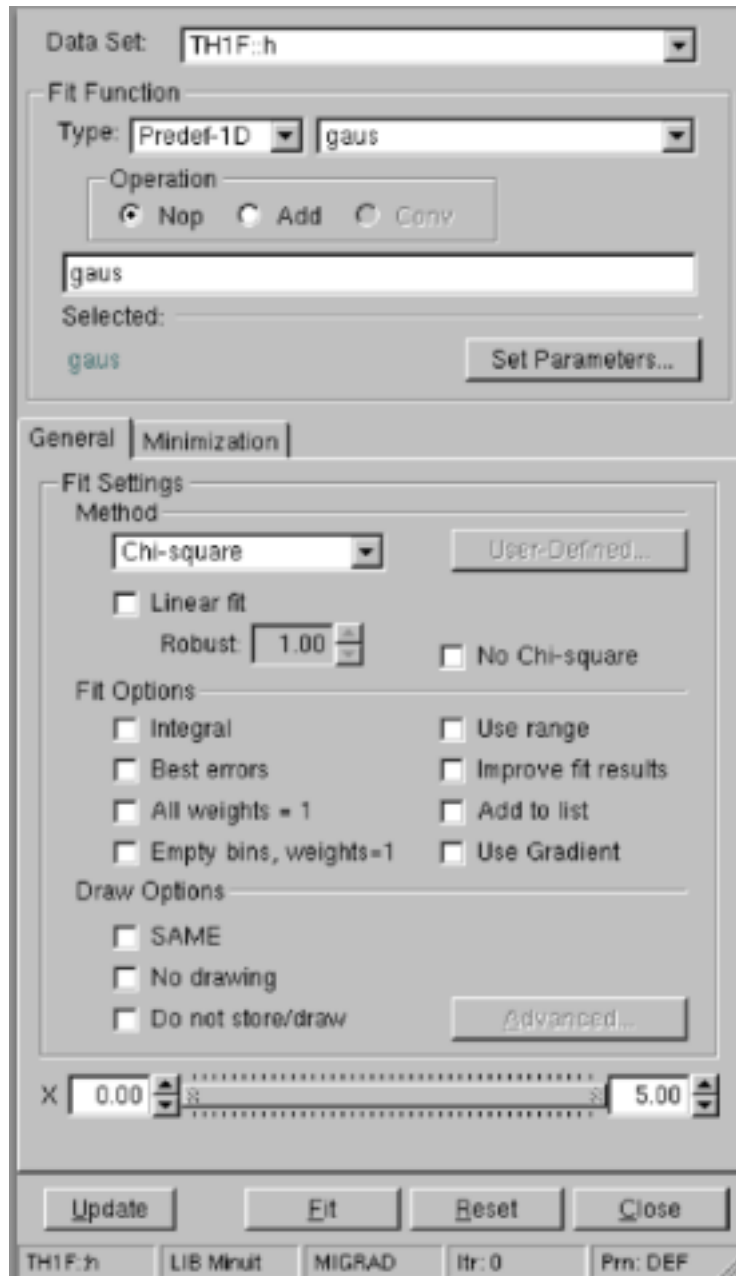 Data Set: TH1F::h
Fit Function
Type: Predef-1D gaus
Operation
Nop Add Conv
gaus
Selected:
gaus Set Parameters...
General Minimization
Fit Settings
Method
Chi-square User-Defined...
Linear fit
Robust: 1.00 No Chi-square
Fit Options
Integral Use range
Best errors Improve fit results
All weights = 1 Add to list
Empty bins, weights=1 Use Gradient
Draw Options
SAME
No drawing
Do not store/draw Advanced...
X 0.00 5.00
Update Fit Reset Close
TH1F::h LIB Minuit MIGRAD Itr: 0 Prn: DEF